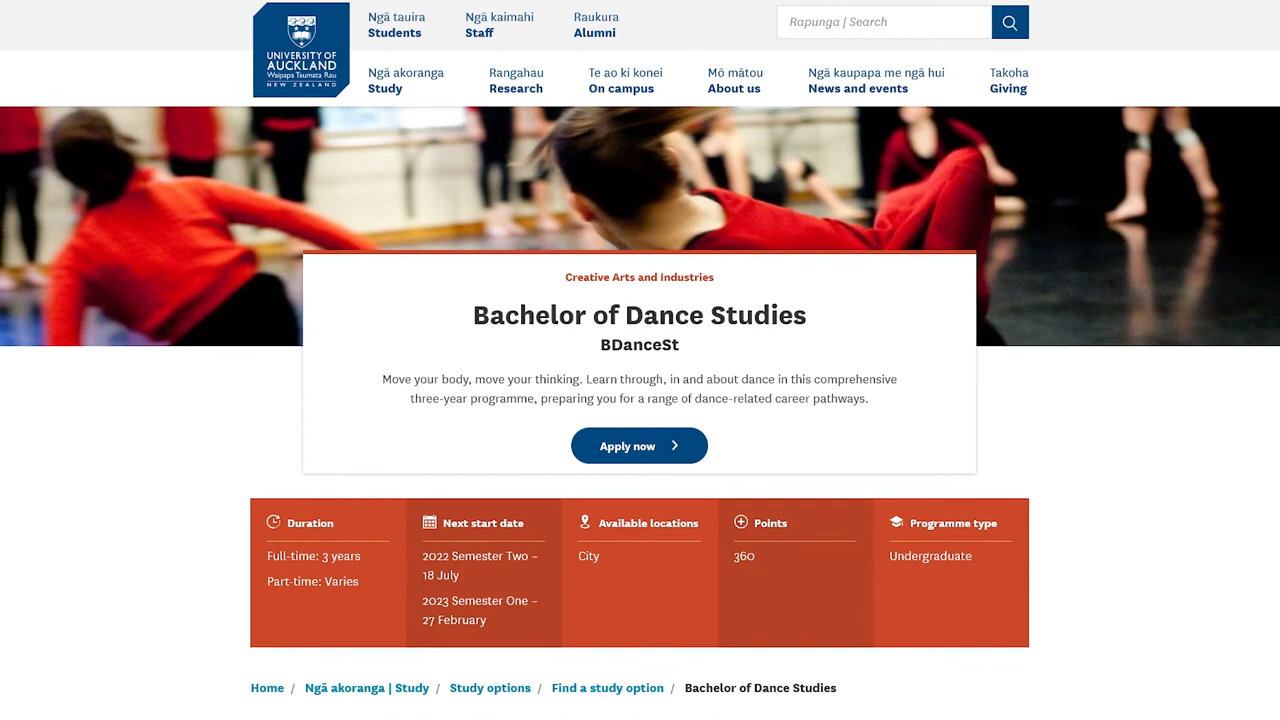 UNIVERSITY OF
AUCKLAND
Waipapa Taumata Rau
NEW ZEALAND
Ngā tauira
Students
Ngā kaimahi
Staff
Raukura
Alumni
Rapunga | Search
Ngā akoranga
Study
Rangahau
Research
Te ao ki konei
On campus
Mō mātou
About us
Ngā kaupapa me ngā hui
News and events
Takoha
Giving
Creative Arts and Industries
Bachelor of Dance Studies
BDanceSt
Move your body, move your thinking. Learn through, in and about dance in this comprehensive
three-year programme, preparing you for a range of dance-related career pathways.
Apply now
Duration
Full-time: 3 years
Part-time: Varies
Next start date
2022 Semester Two –
18 July
2023 Semester One –
27 February
Available locations
City
Points
360
Programme type
Undergraduate
Home / Ngā akoranga | Study / Study options / Find a study option / Bachelor of Dance Studies